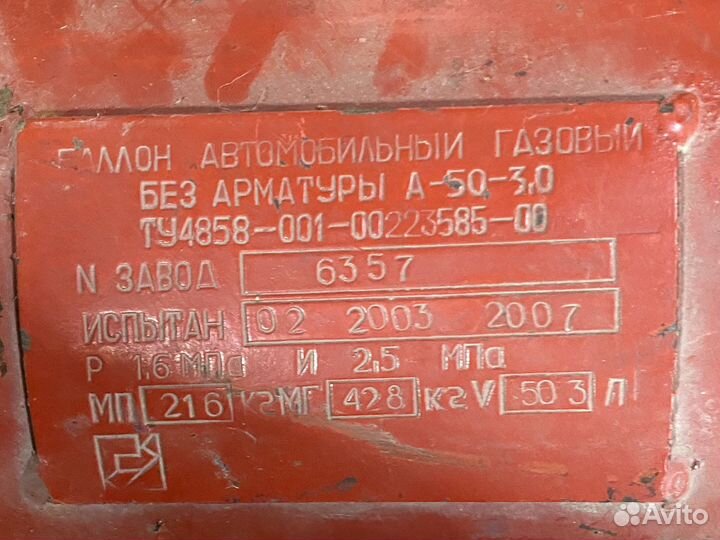 БАЛЛОН АВТОМОБИЛЬНЫЙ ГАЗОВЫЙ
БЕЗ АРМАТУРЫ А-50-3,0
ТУ4858-001-00223585-00
N ЗАВОД 6357
ИСПЫТАН 02 2003 2007
Р 1,6 МПа И 2,5 МПа
МП 21 6 кг МГ 42 8 кг V 50 3 Л
Avito